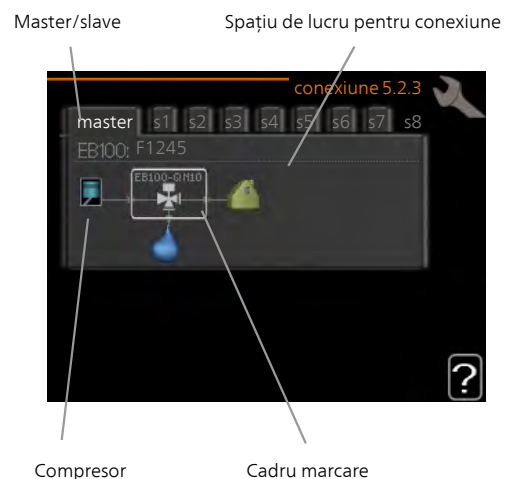 Master/slave
Spațiu de lucru pentru conexiune
conexiune 5.2.3
master s1 s2 s3 s4 s5 s6 s7 s8
EB100: F1245
EB100-QN10
?
Compresor
Cadru marcare